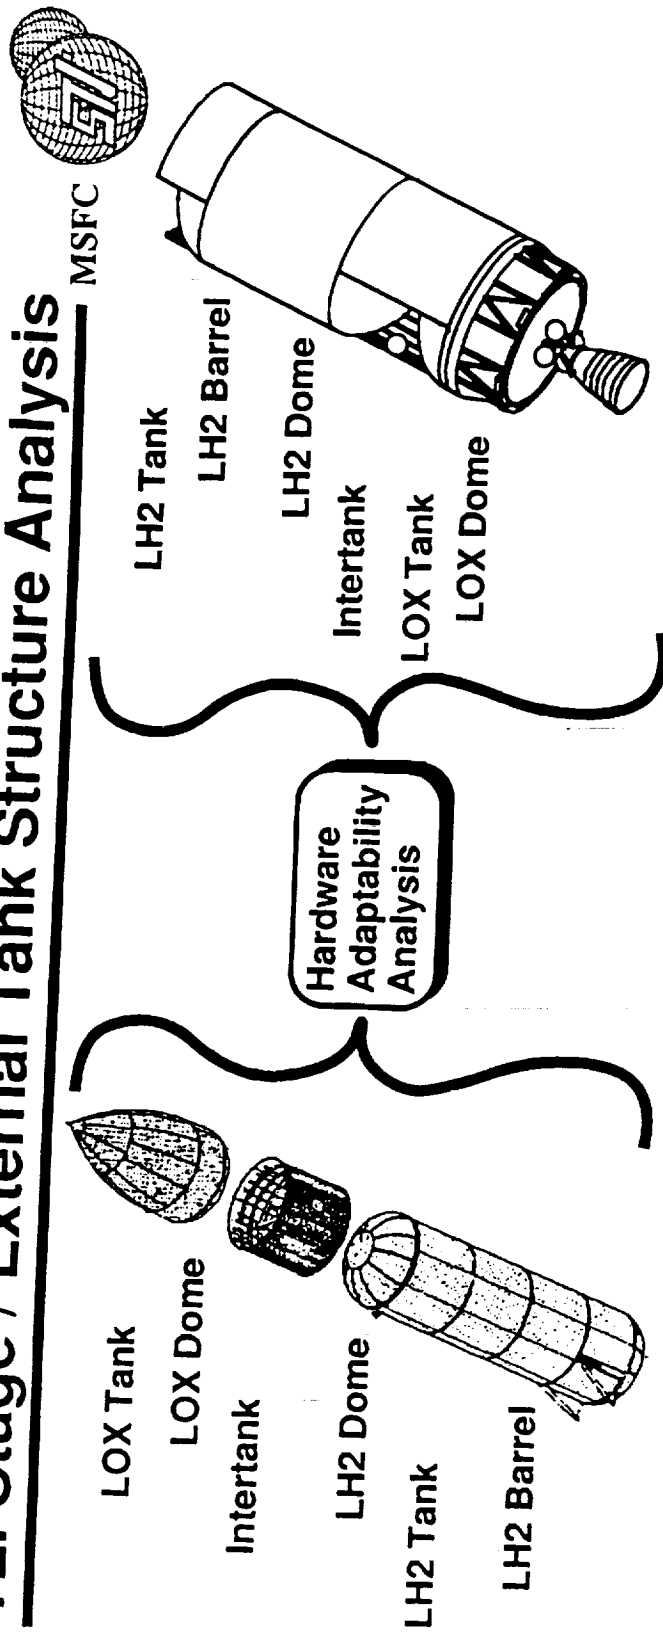 Stage / External Tank Structure Analysis
MSFC
LOX Tank
LOX Dome
Intertank
LH2 Dome
LH2 Tank
LH2 Barrel
Hardware
Adaptability
Analysis
LH2 Tank
LH2 Barrel
LH2 Dome
Intertank
LOX Tank
LOX Dome